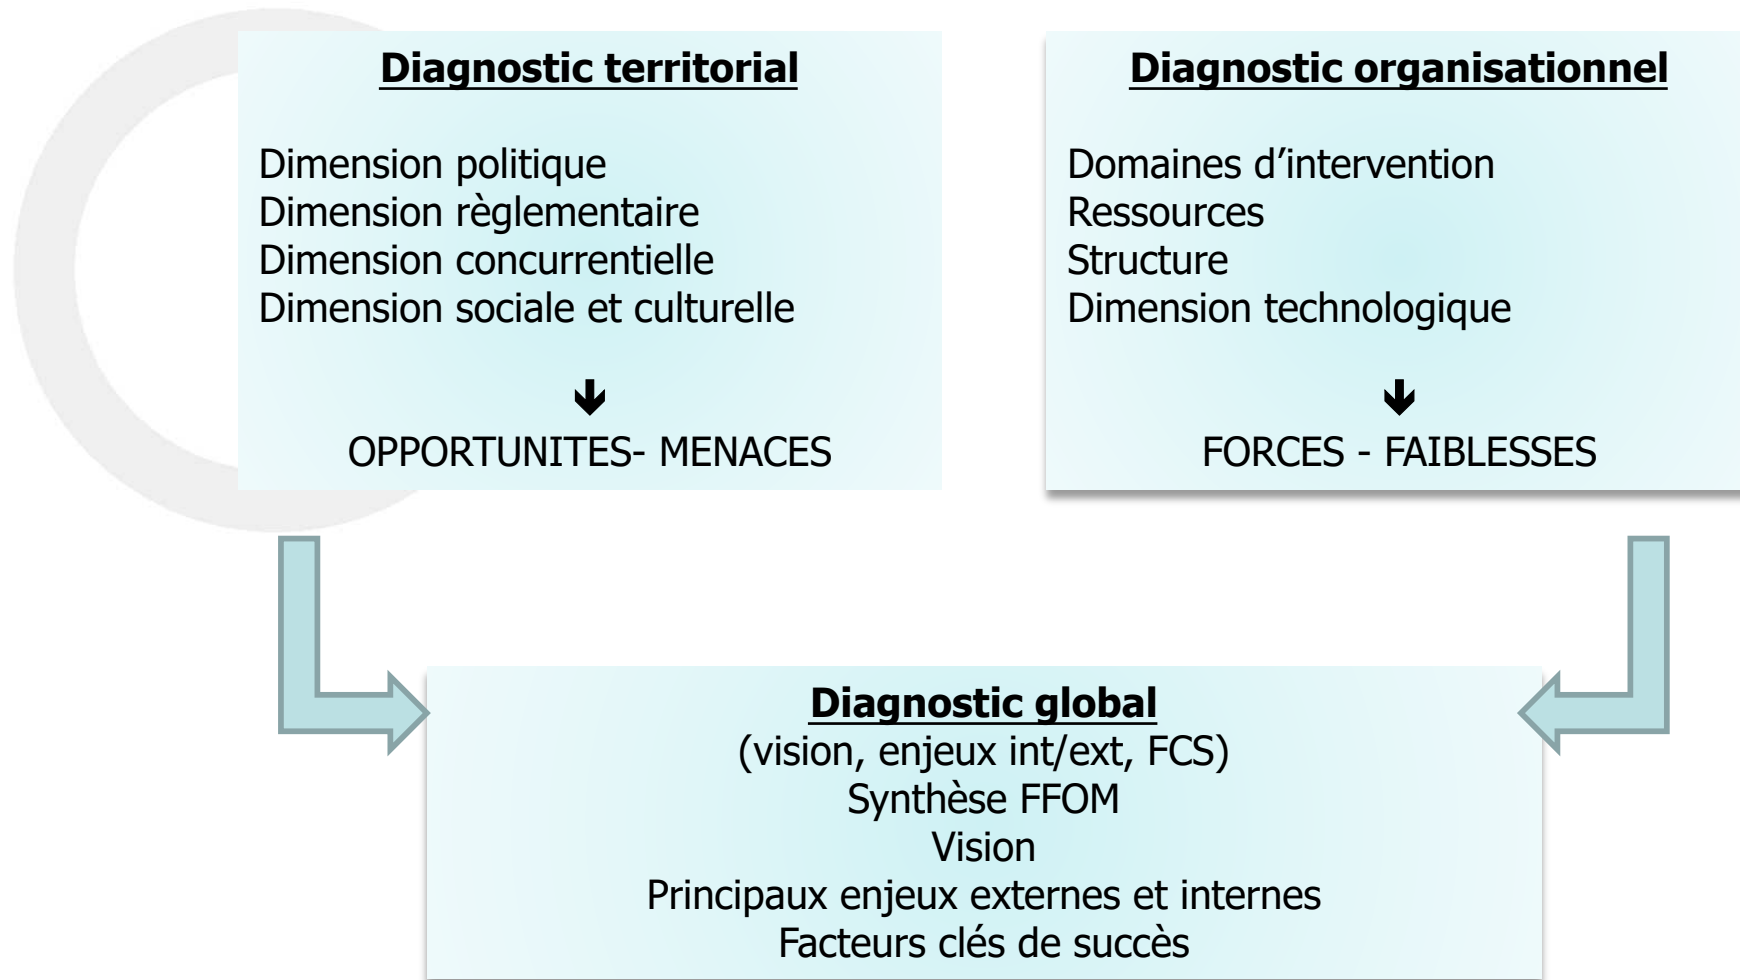 Diagnostic territorial
Dimension politique
Dimension règlementaire
Dimension concurrentielle
Dimension sociale et culturelle
🡻
OPPORTUNITES- MENACES
Diagnostic organisationnel
Domaines d’intervention
Ressources
Structure
Dimension technologique
🡻
FORCES - FAIBLESSES
Diagnostic global
(vision, enjeux int/ext, FCS)
Synthèse FFOM
Vision
Principaux enjeux externes et internes
Facteurs clés de succès